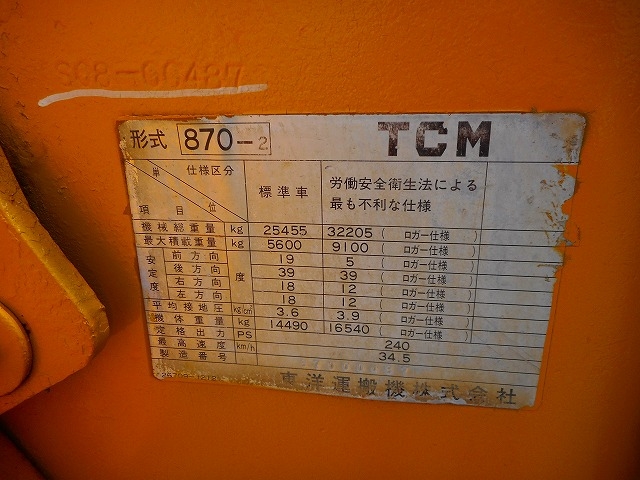 S08-GG487
形式 870-2 TCM
単位 仕様区分 標準車 労働安全衛生法による
項目 最も不利な仕様
機械総重量 kg 25455 32205 ( ロガー仕様 )
最大積載重量 kg 5600 9100 ( ロガー仕様 )
安定度 前方向 度 19 5 ( ロガー仕様 )
後方向 39 39 ( ロガー仕様 )
右方向 18 12 ( ロガー仕様 )
左方向 18 12 ( ロガー仕様 )
平均接地圧 kg/cm² 3.6 3.9 ( ロガー仕様 )
機体重量 kg 14490 16540 ( ロガー仕様 )
定格出力 PS 240
最高速度 km/h 34.5
製造番号
東洋運搬機株式会社